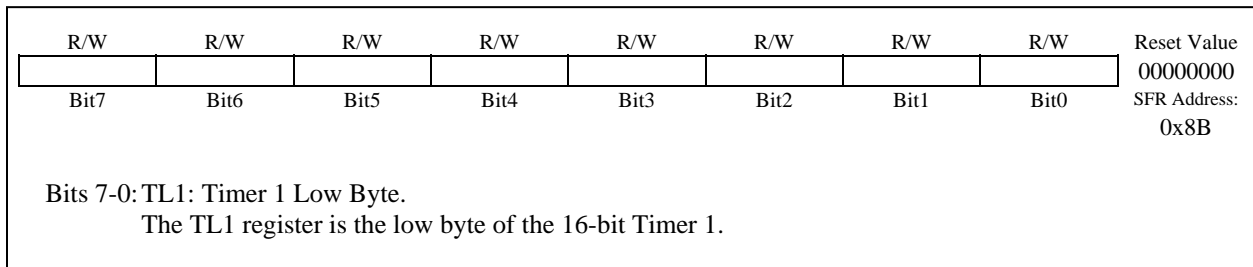 R/W R/W R/W R/W R/W R/W R/W R/W Reset Value
00000000
Bit7 Bit6 Bit5 Bit4 Bit3 Bit2 Bit1 Bit0 SFR Address:
0x8B
Bits 7-0: TL1: Timer 1 Low Byte.
The TL1 register is the low byte of the 16-bit Timer 1.